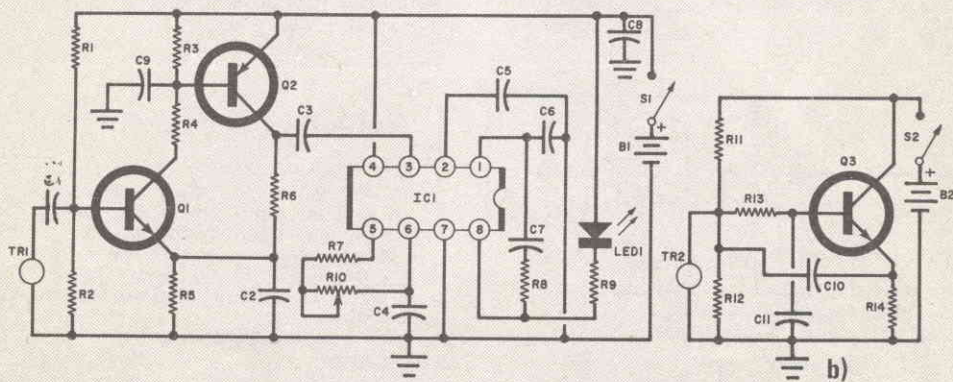 R1
R3
C9
Q2
R4
C3
C5
C6
C8
S1
+
B1
4
3
2
1
Q1
R6
IC1
5
6
7
8
TR1
R7
R10
C7
R8
LED1
R9
R2
R5
C2
C4
R11
R13
Q3
S2
+
B2
TR2
C10
R12
C11
R14
b)